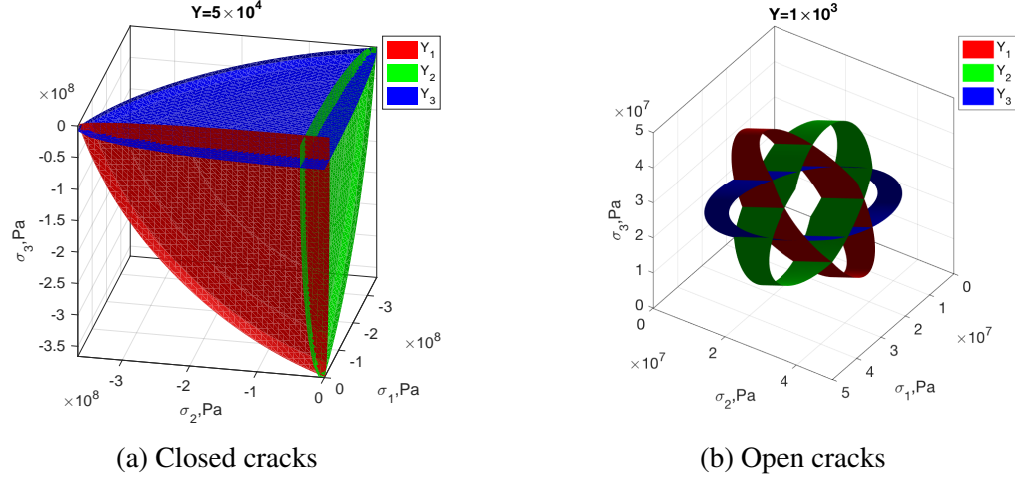 Y=5×10⁴
Y₁
Y₂
Y₃
×10⁸
0
-0.5
-1
-1.5
-2
-2.5
-3
-3.5
σ₃,Pa
-3
-2
-1
0
×10⁸
σ₂,Pa
-3
-2
-1
0
×10⁸
σ₁,Pa
(a) Closed cracks
Y=1×10³
Y₁
Y₂
Y₃
×10⁷
5
4
3
2
1
0
σ₃,Pa
0
2
4
×10⁷
σ₂,Pa
0
1
2
3
4
5
×10⁷
σ₁,Pa
(b) Open cracks